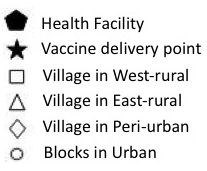 Health Facility
Vaccine delivery point
Village in West-rural
Village in East-rural
Village in Peri-urban
Blocks in Urban